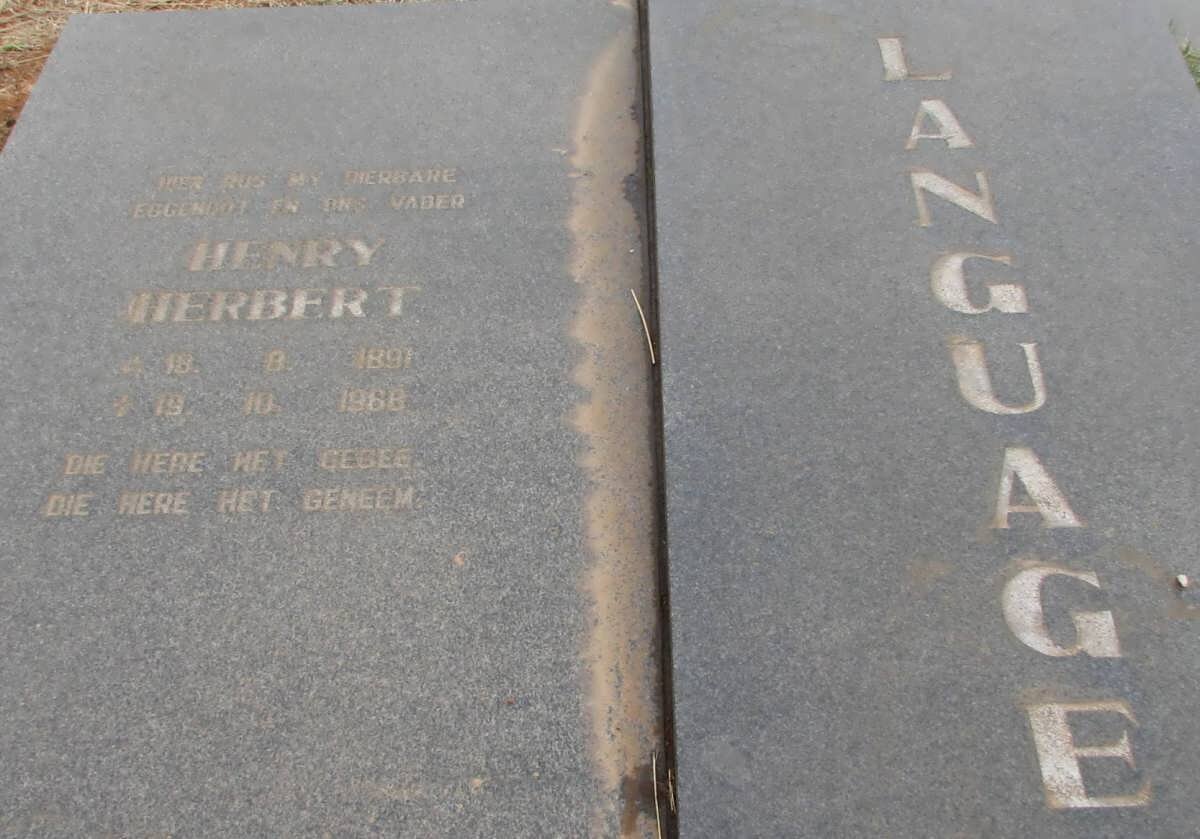 HIER RUS MY DIERBARE
EGGENOOT EN ONS VADER
HENRY
HERBERT
* 18. 8. 1891
† 19. 10. 1968
DIE HERE HET GEGEE
DIE HERE HET GENEEM.
LANGUAGE